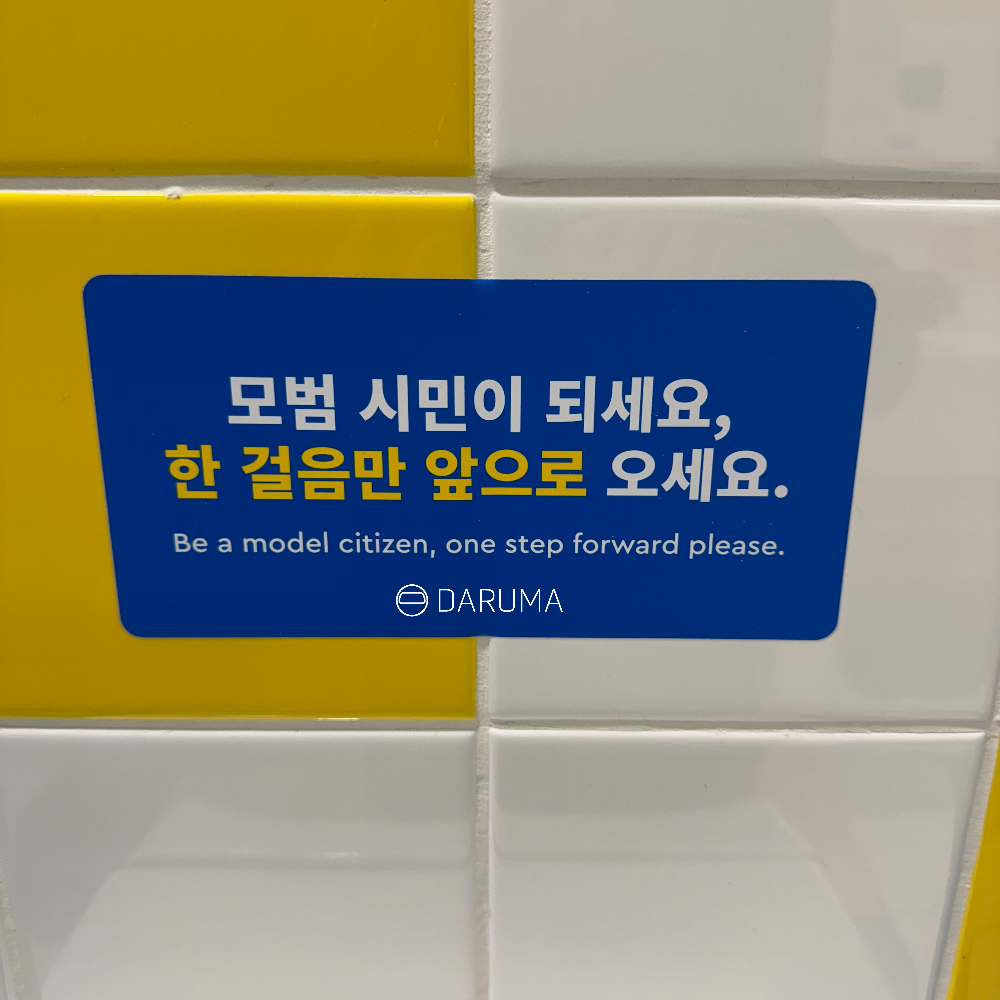 모범 시민이 되세요,
한 걸음만 앞으로 오세요.
Be a model citizen, one step forward please.
DARUMA